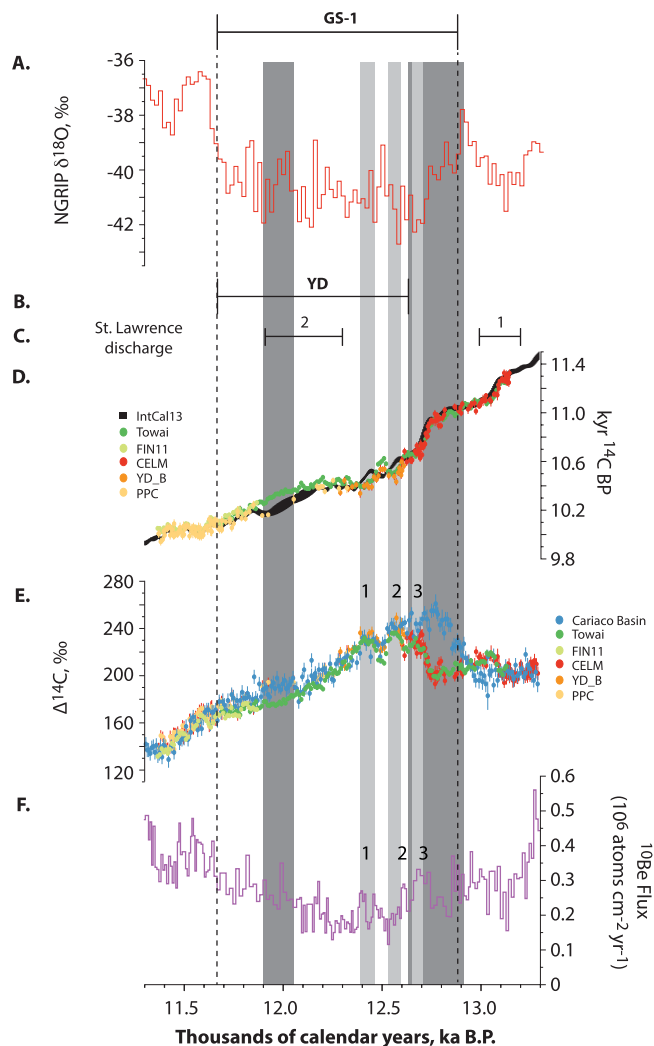 GS-1
A.
-36
-38
-40
-42
NGRIP δ18O, ‰
B.
YD
C.
St. Lawrence
discharge
2
1
D.
11.4
11.0
10.6
10.2
9.8
kyr 14C BP
IntCal13
Towai
FIN11
CELM
YD_B
PPC
E.
280
240
200
160
120
Δ14C, ‰
1
2
3
Cariaco Basin
Towai
FIN11
CELM
YD_B
PPC
F.
0.6
0.5
0.4
0.3
0.2
0.1
0
10Be Flux
(106 atoms cm-2 yr-1)
1
2
3
11.5
12.0
12.5
13.0
Thousands of calendar years, ka B.P.